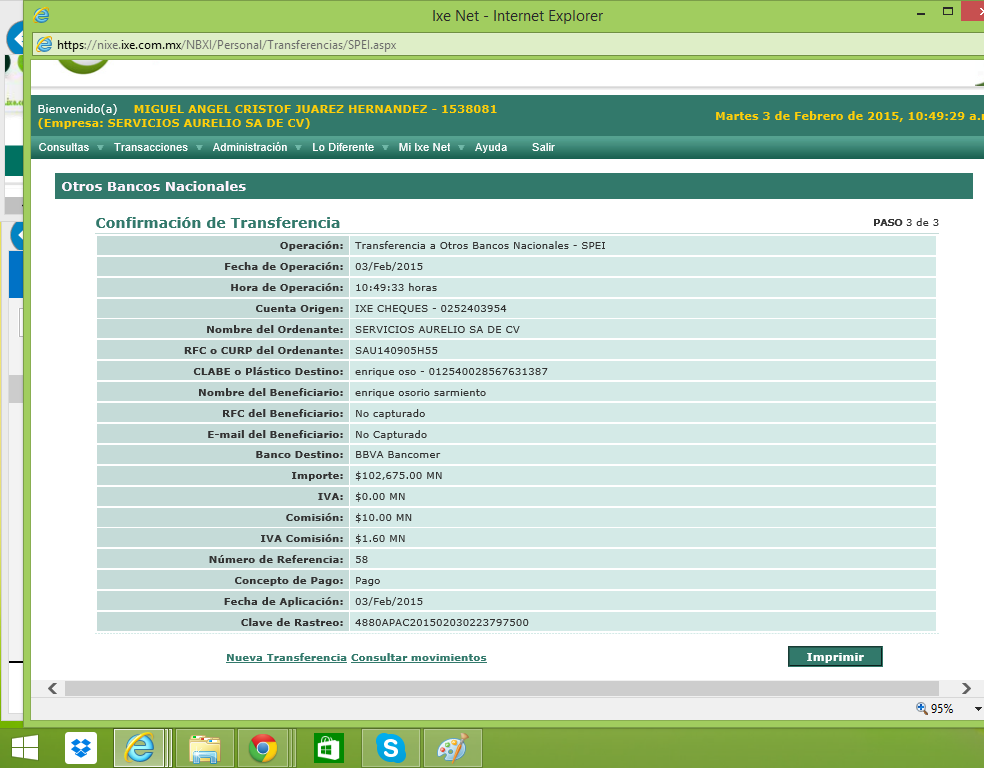 Ixe Net - Internet Explorer
https://nixe.ixe.com.mx/NBXI/Personal/Transferencias/SPEI.aspx
Bienvenido(a) MIGUEL ANGEL CRISTOF JUAREZ HERNANDEZ - 1538081
(Empresa: SERVICIOS AURELIO SA DE CV)
Martes 3 de Febrero de 2015, 10:49:29 a.
Consultas Transacciones Administración Lo Diferente Mi Ixe Net Ayuda Salir
Otros Bancos Nacionales
Confirmación de Transferencia PASO 3 de 3
Operación: Transferencia a Otros Bancos Nacionales - SPEI
Fecha de Operación: 03/Feb/2015
Hora de Operación: 10:49:33 horas
Cuenta Origen: IXE CHEQUES - 0252403954
Nombre del Ordenante: SERVICIOS AURELIO SA DE CV
RFC o CURP del Ordenante: SAU140905H55
CLABE o Plástico Destino: enrique oso - 012540028567631387
Nombre del Beneficiario: enrique osorio sarmiento
RFC del Beneficiario: No capturado
E-mail del Beneficiario: No Capturado
Banco Destino: BBVA Bancomer
Importe: $102,675.00 MN
IVA: $0.00 MN
Comisión: $10.00 MN
IVA Comisión: $1.60 MN
Número de Referencia: 58
Concepto de Pago: Pago
Fecha de Aplicación: 03/Feb/2015
Clave de Rastreo: 4880APAC201502030223797500
Nueva Transferencia Consultar movimientos Imprimir
95%